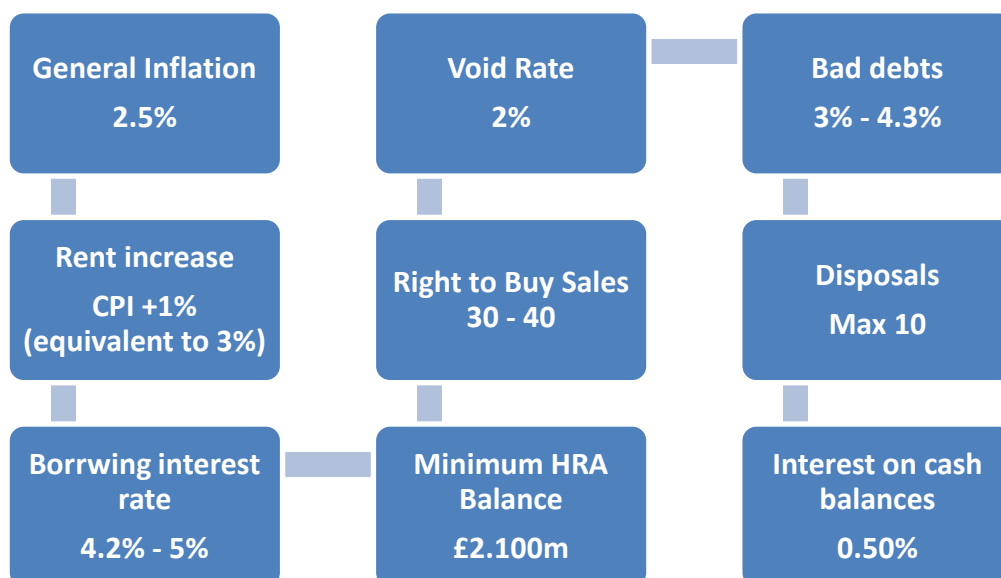 General Inflation
2.5%
Rent increase
CPI +1%
(equivalent to 3%)
Borrwing interest
rate
4.2% - 5%
Minimum HRA
Balance
£2.100m
Right to Buy Sales
30 - 40
Void Rate
2%
Bad debts
3% - 4.3%
Disposals
Max 10
Interest on cash
balances
0.50%